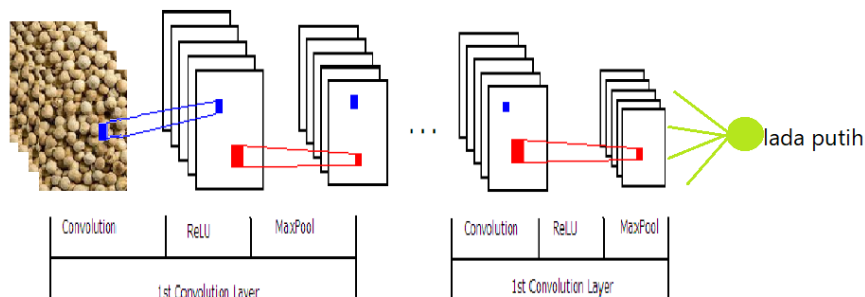 . . .
lada putih
Convolution ReLU MaxPool
Convolution ReLU MaxPool
1st Convolution Layer
1st Convolution Layer